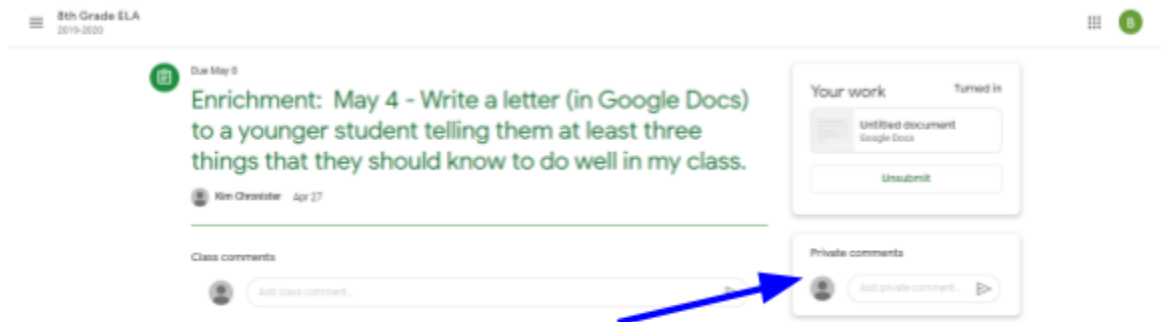 8th Grade ELA
2019-2020
B
Due May 8
Enrichment: May 4 - Write a letter (in Google Docs)
to a younger student telling them at least three
things that they should know to do well in my class.
Kim Chronister Apr 27
Class comments
Add class comment...
Your work Turned in
Untitled document
Google Docs
Unsubmit
Private comments
Add private comment...